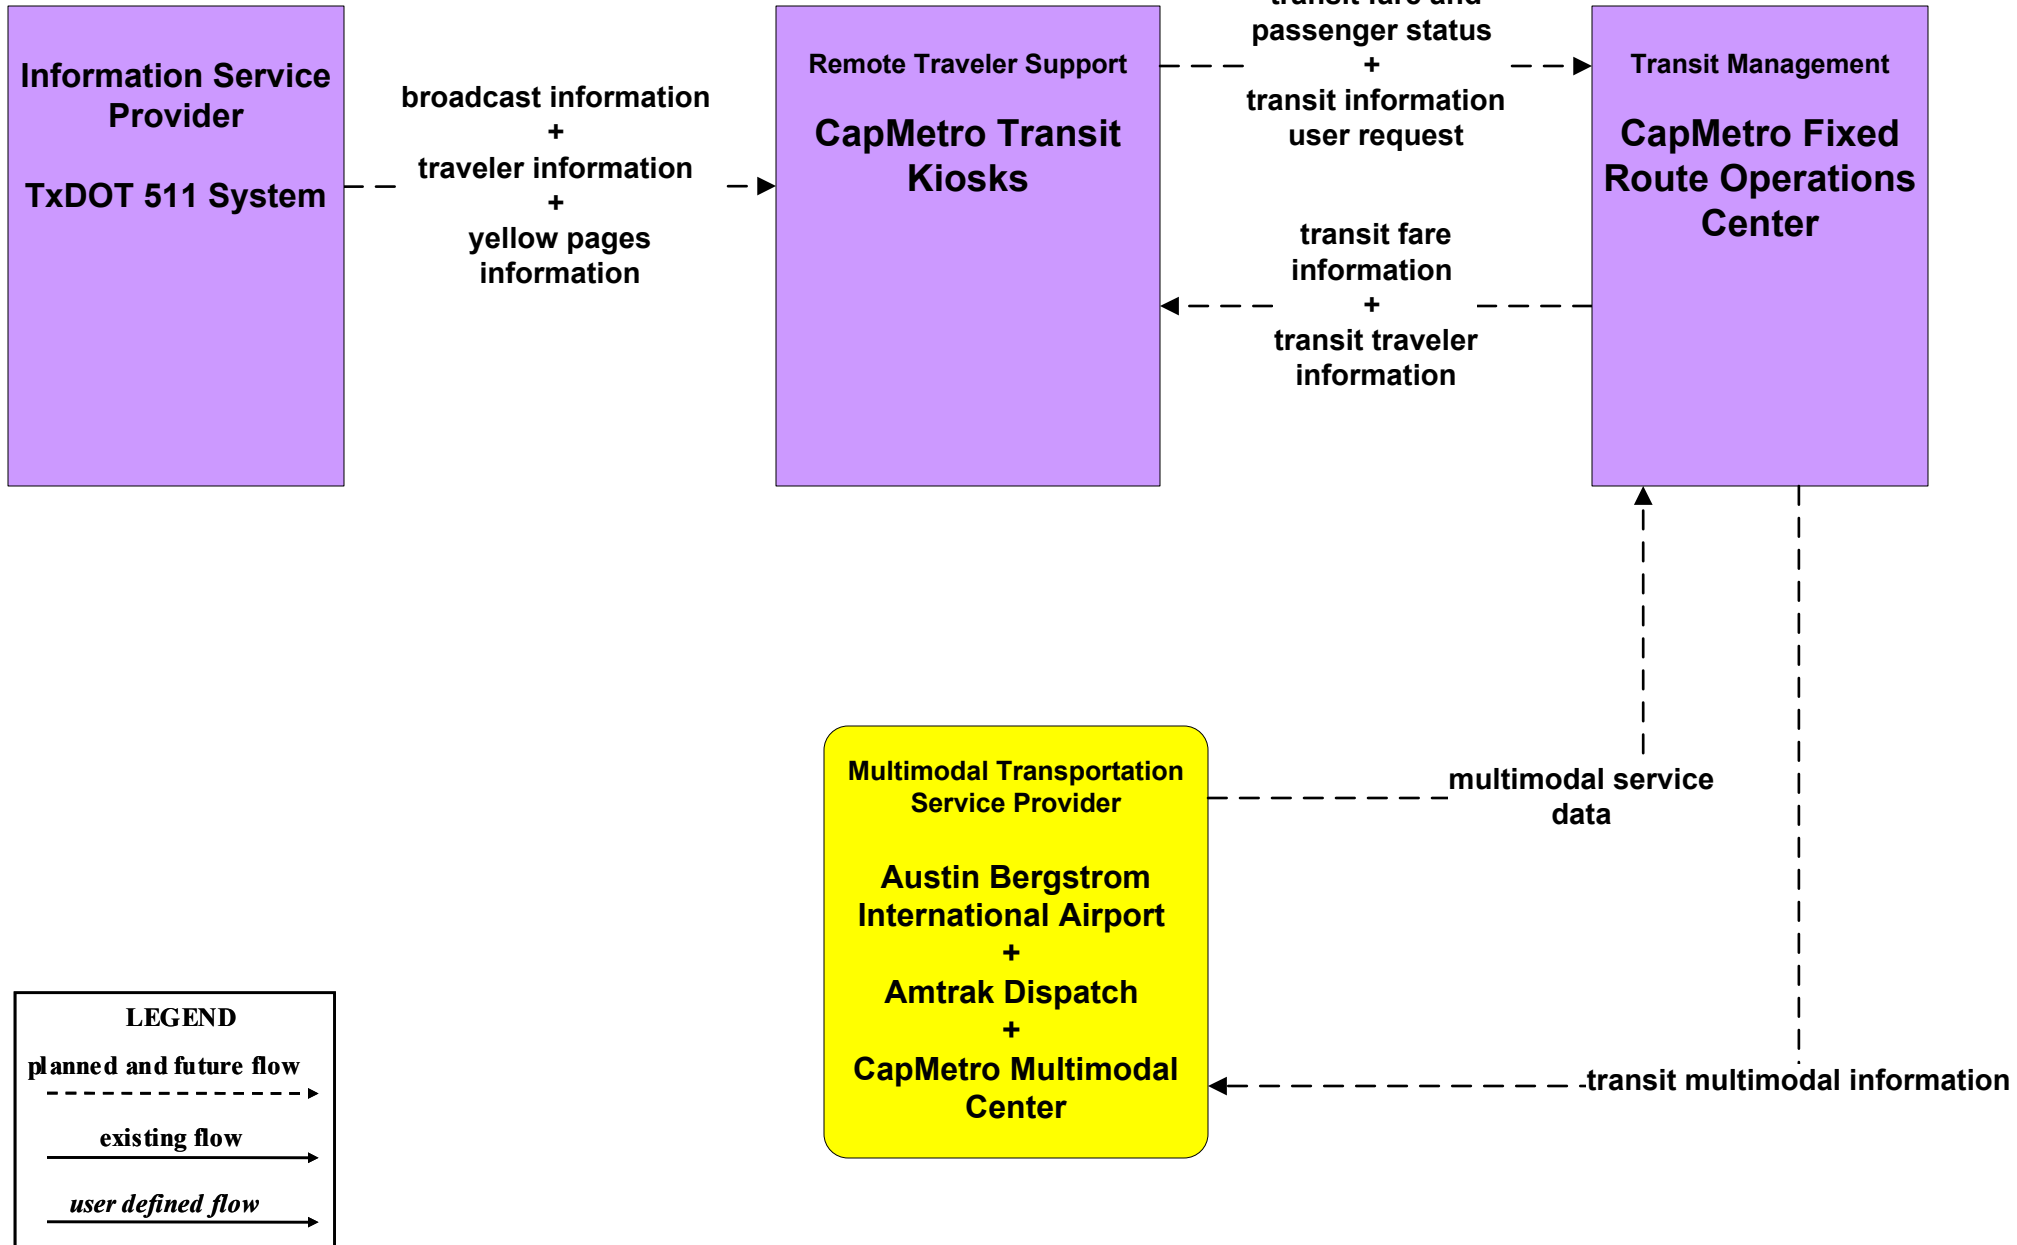 Information Service
Provider
TxDOT 511 System
broadcast information
+
traveler information
+
yellow pages
information
Remote Traveler Support
CapMetro Transit
Kiosks
transit fare and
passenger status
+
transit information
user request
transit fare
information
+
transit traveler
information
Transit Management
CapMetro Fixed
Route Operations
Center
Multimodal Transportation
Service Provider
Austin Bergstrom
International Airport
+
Amtrak Dispatch
+
CapMetro Multimodal
Center
multimodal service
data
transit multimodal information
LEGEND
planned and future flow
existing flow
user defined flow